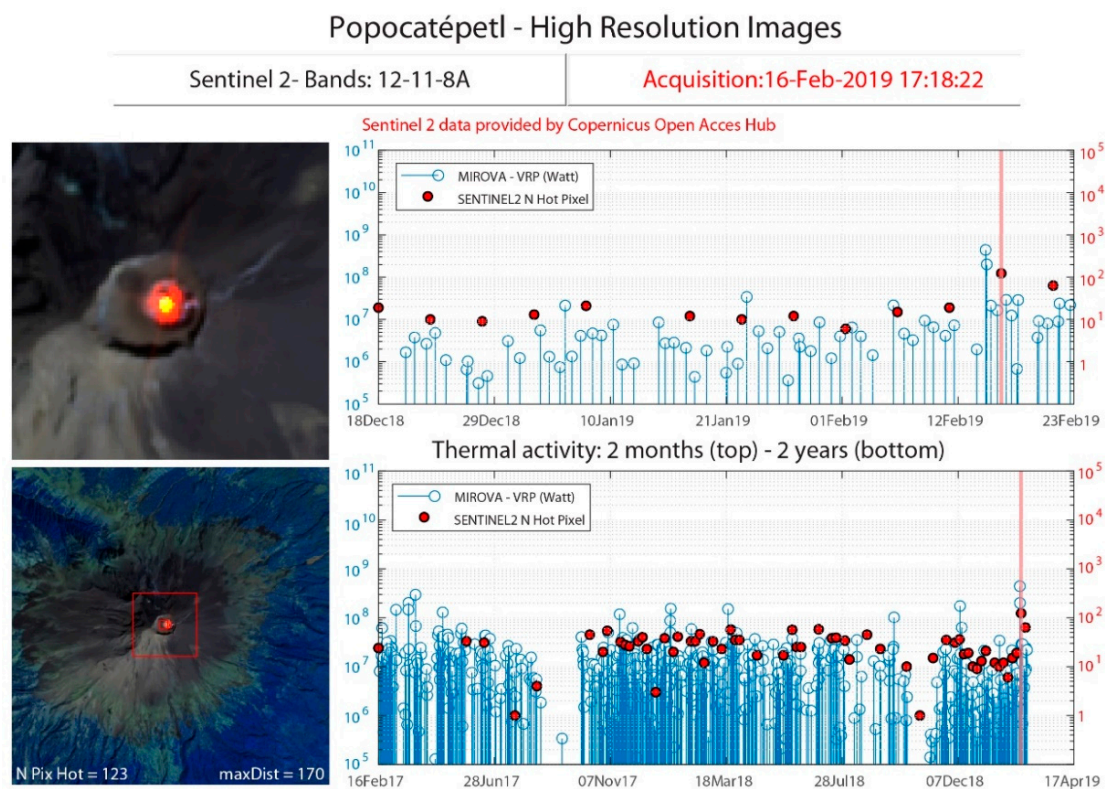 Popocatépetl - High Resolution Images
Sentinel 2- Bands: 12-11-8A
Acquisition:16-Feb-2019 17:18:22
Sentinel 2 data provided by Copernicus Open Acces Hub
10^11
10^10
10^9
10^8
10^7
10^6
10^5
MIROVA - VRP (Watt)
SENTINEL2 N Hot Pixel
10^5
10^4
10^3
10^2
10^1
1
18Dec18 29Dec18 10Jan19 21Jan19 01Feb19 12Feb19 23Feb19
Thermal activity: 2 months (top) - 2 years (bottom)
10^11
10^10
10^9
10^8
10^7
10^6
10^5
MIROVA - VRP (Watt)
SENTINEL2 N Hot Pixel
10^5
10^4
10^3
10^2
10^1
1
16Feb17 28Jun17 07Nov17 18Mar18 28Jul18 07Dec18 17Apr19
N Pix Hot = 123
maxDist = 170